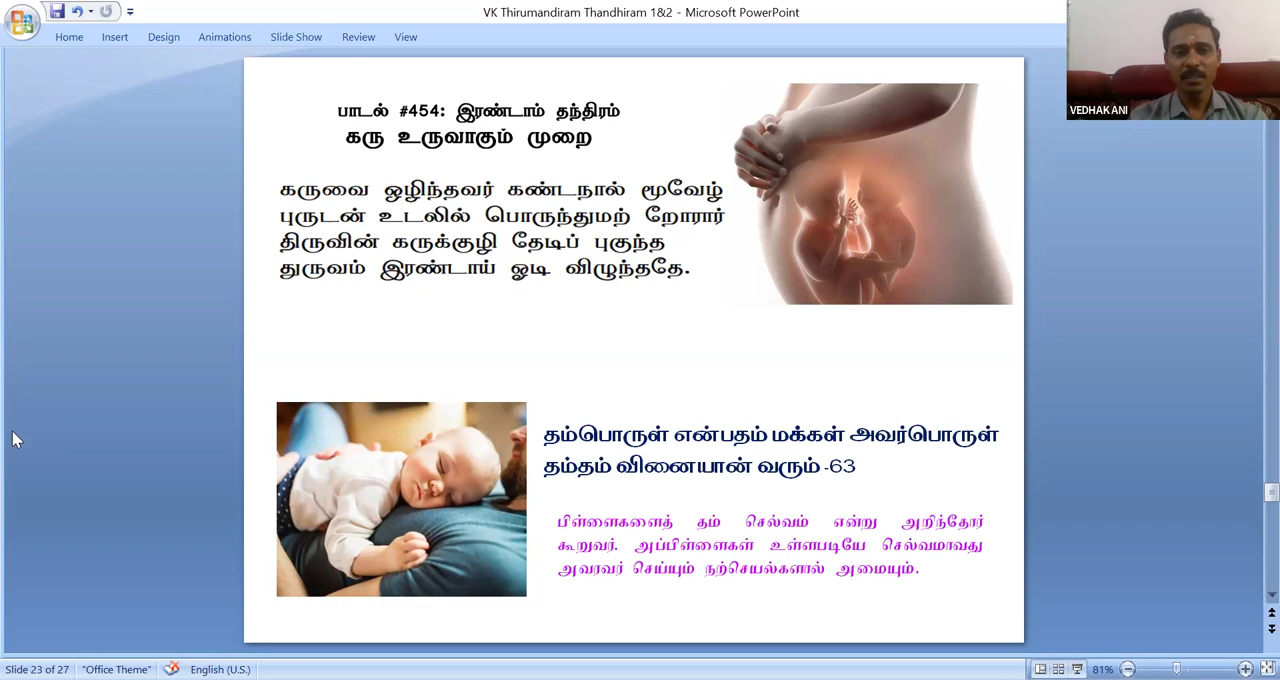 VK Thirumandiram Thandhiram 1&2 - Microsoft PowerPoint
Home Insert Design Animations Slide Show Review View
VEDHAK ANI
பாடல் #454: இரண்டாம் தந்திரம்
கரு உருவாகும் முறை
கருவை ஒழிந்தவர் கண்டநால் மூவேழ்
புருடன் உடலில் பொருந்துமற் றோரார்
திருவின் கருக்குழி தேடிப் புகுந்த
துருவம் இரண்டாய் ஓடி விழுந்ததே.
தம்பொருள் என்பதம் மக்கள் அவர்பொருள்
தம்தம் வினையான் வரும் -63
பிள்ளைகளைத் தம் செல்வம் என்று அறிந்தோர்
கூறுவர். அப்பிள்ளைகள் உள்ளபடியே செல்வமாவது
அவரவர் செய்யும் நற்செயல்களால் அமையும்.
Slide 23 of 27 "Office Theme" English (U.S.) 81%